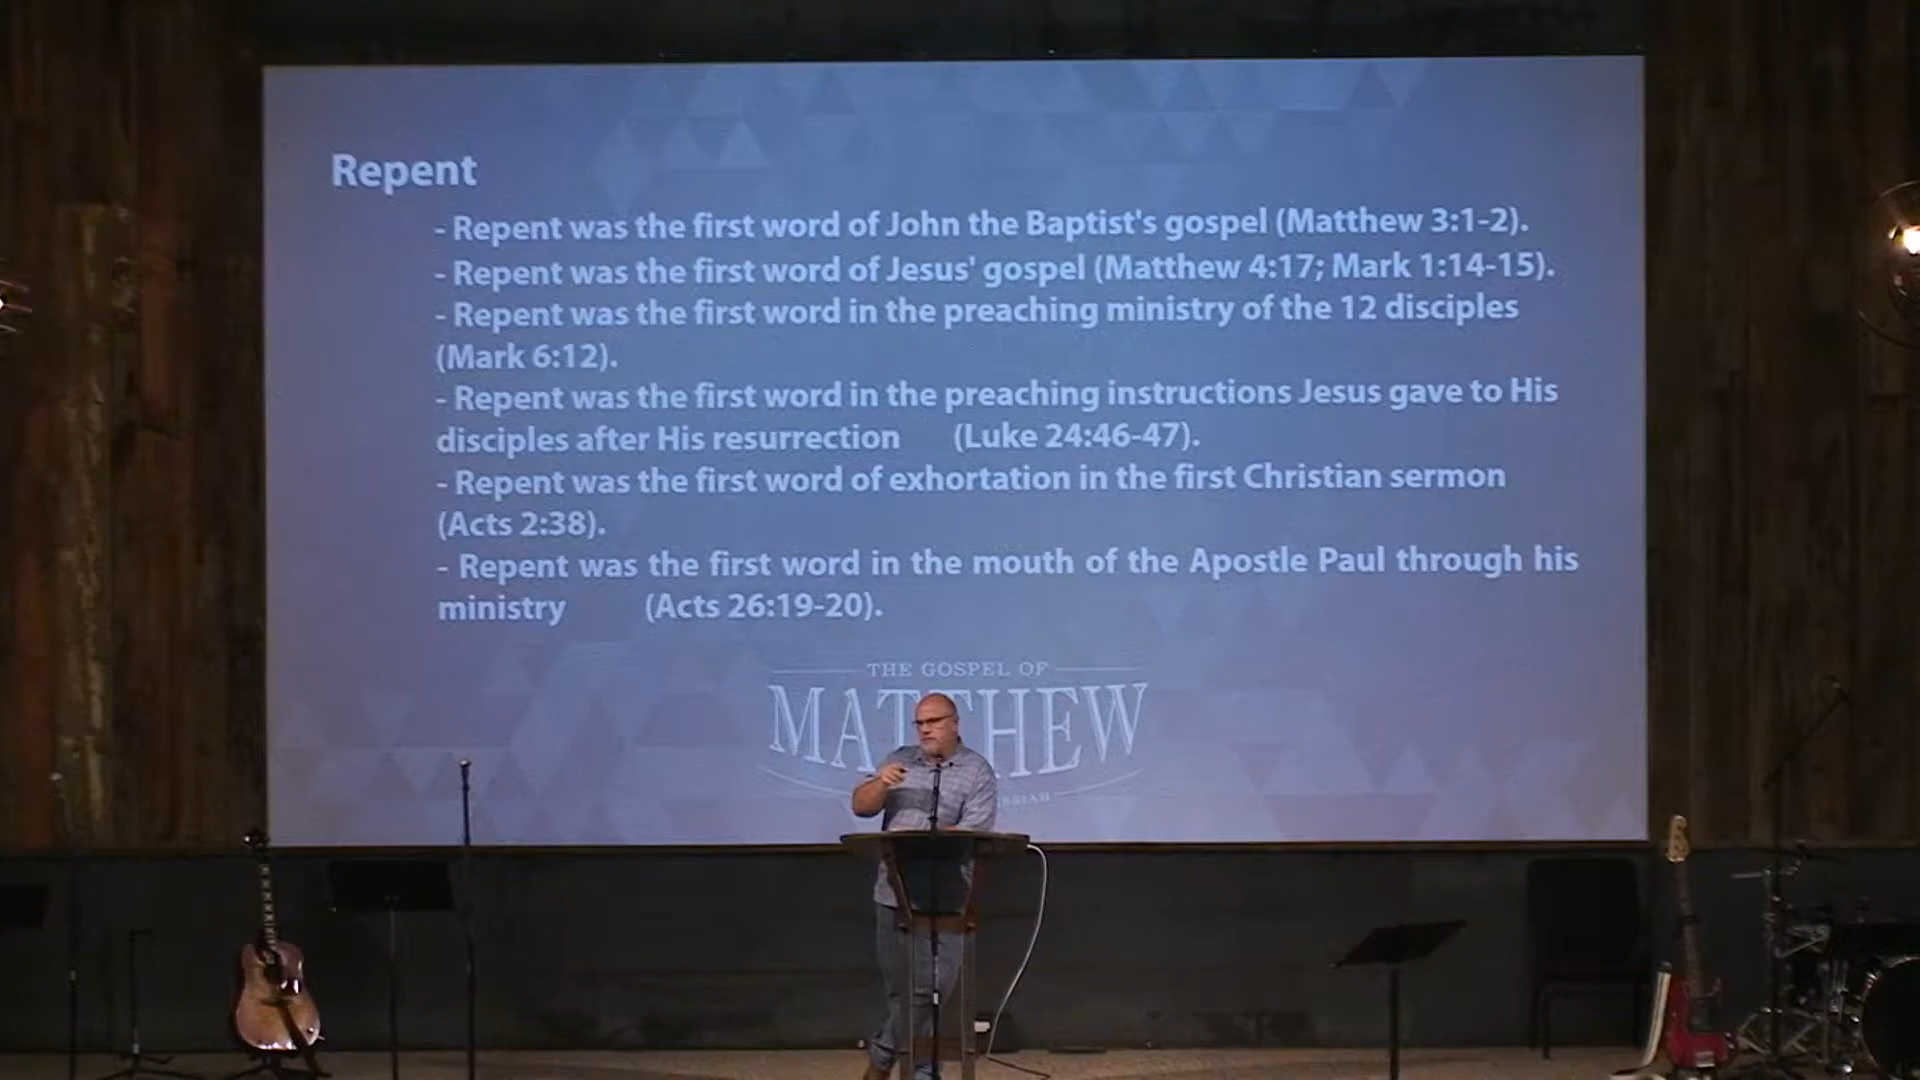 Repent
- Repent was the first word of John the Baptist's gospel (Matthew 3:1-2).
- Repent was the first word of Jesus' gospel (Matthew 4:17; Mark 1:14-15).
- Repent was the first word in the preaching ministry of the 12 disciples
(Mark 6:12).
- Repent was the first word in the preaching instructions Jesus gave to His
disciples after His resurrection (Luke 24:46-47).
- Repent was the first word of exhortation in the first Christian sermon
(Acts 2:38).
- Repent was the first word in the mouth of the Apostle Paul through his
ministry (Acts 26:19-20).
THE GOSPEL OF
MATTHEW